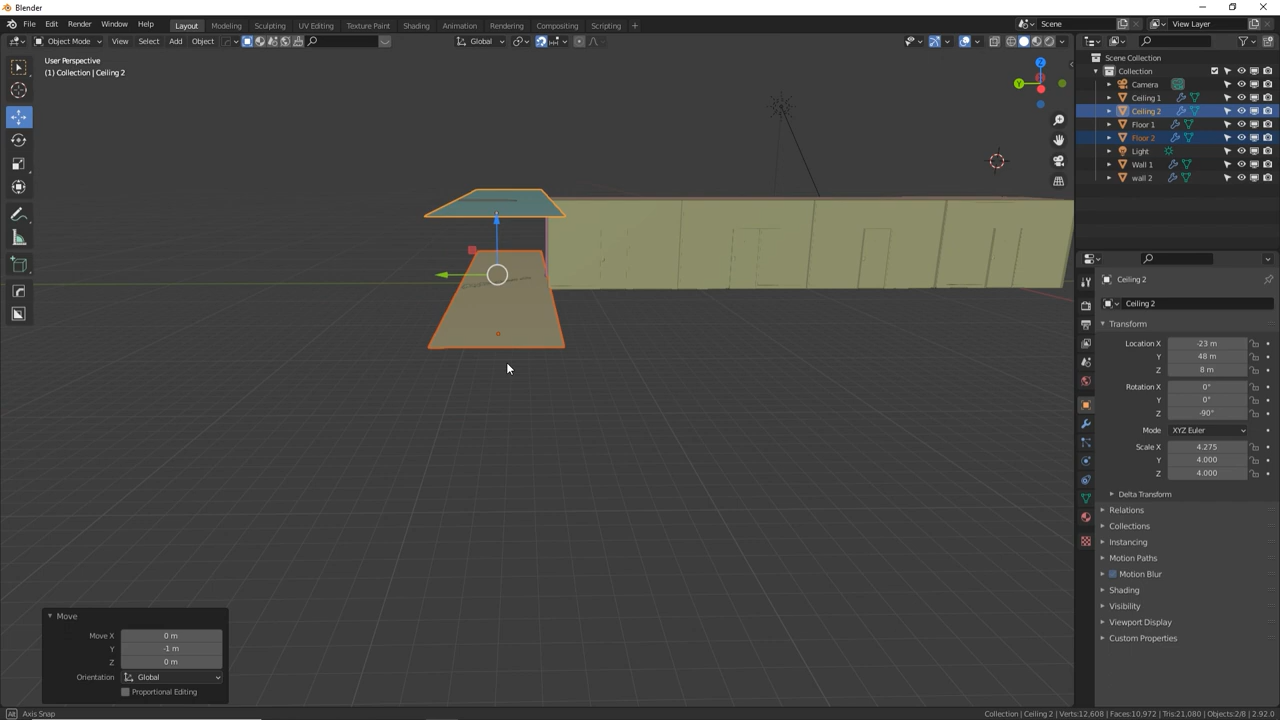 Blender
File Edit Render Window Help Layout Modeling Sculpting UV Editing Texture Paint Shading Animation Rendering Compositing Scripting + Scene View Layer
Object Mode View Select Add Object Global
User Perspective
(1) Collection | Ceiling 2
Z
Y
Scene Collection
Collection
Camera
Ceiling 1
Ceiling 2
Floor 1
Floor 2
Light
Wall 1
wall 2
Ceiling 2
Ceiling 2
Transform
Location X -23 m
Y 48 m
Z 8 m
Rotation X 0°
Y 0°
Z -90°
Mode XYZ Euler
Scale X 4.275
Y 4.000
Z 4.000
Delta Transform
Relations
Collections
Instancing
Motion Paths
Motion Blur
Shading
Visibility
Viewport Display
Custom Properties
Move
Move X 0 m
Y -1 m
Z 0 m
Orientation Global
Proportional Editing
Alt Axis Snap
Collection | Ceiling 2 | Verts:12,608 | Faces:10,972 | Tris:21,080 | Objects:2/8 | 2.92.0